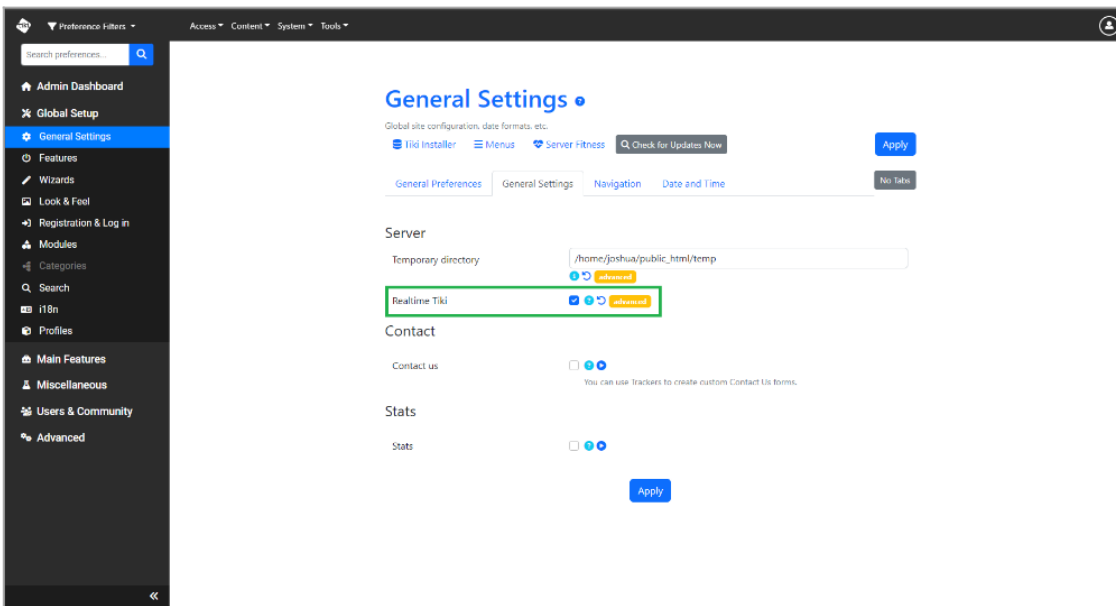 Preference Filters
Access Content System Tools
Search preferences...
Admin Dashboard
Global Setup
General Settings
Features
Wizards
Look & Feel
Registration & Log in
Modules
Categories
Search
i18n
Profiles
Main Features
Miscellaneous
Users & Community
Advanced
General Settings
Global site configuration, date formats, etc.
Tiki Installer Menus Server Fitness Check for Updates Now Apply
General Preferences General Settings Navigation Date and Time No Tabs
Server
Temporary directory /home/joshua/public_html/temp
advanced
Realtime Tiki advanced
Contact
Contact us
You can use Trackers to create custom Contact Us forms.
Stats
Stats
Apply